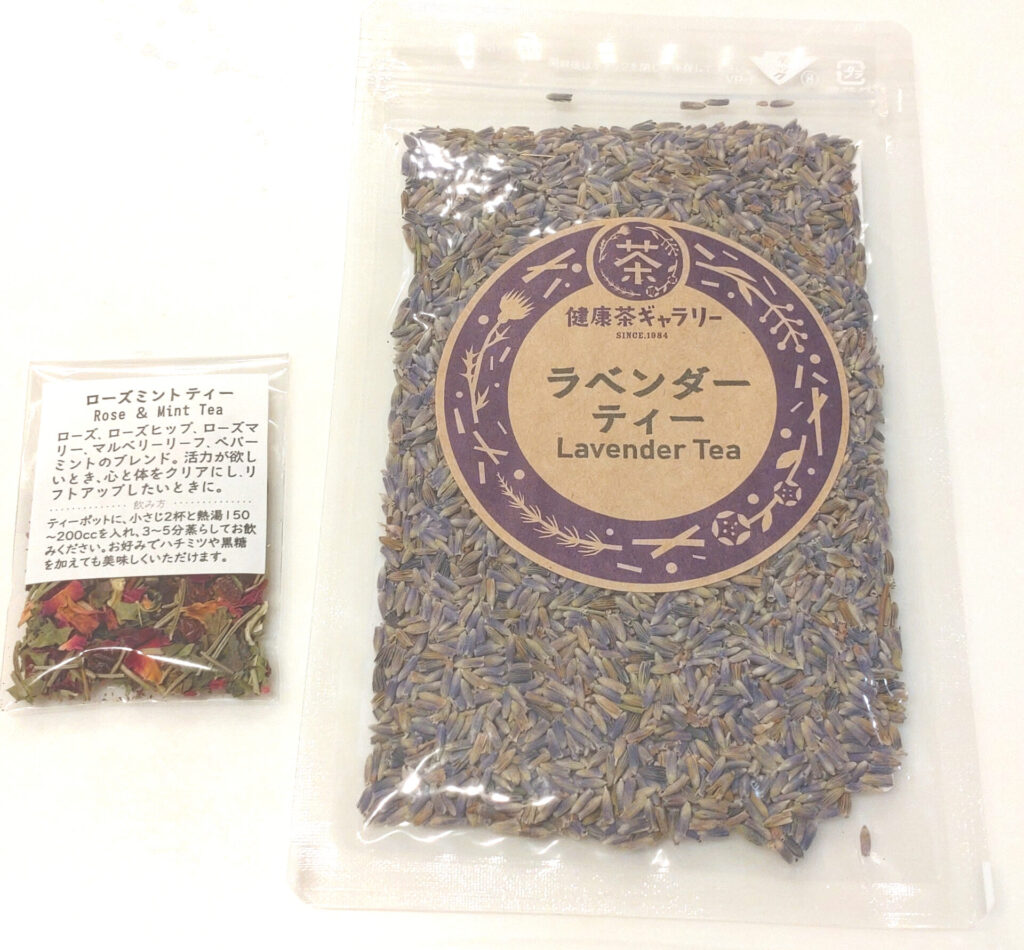 ローズミントティー
Rose & Mint Tea
ローズ、ローズヒップ、ローズマ
リー、マルベリーリーフ、ペパー
ミントのブレンド。活力が欲し
いとき、心と体をクリアにし、リ
フトアップしたいときに。
飲み方
ティーポットに、小さじ2杯と熱湯150
～200ccを入れ、3～5分蒸らしてお飲
みください。お好みでハチミツや黒糖
を加えても美味しくいただけます。
茶
健康茶ギャラリー
SINCE.1984
ラベンダー
ティー
Lavender Tea